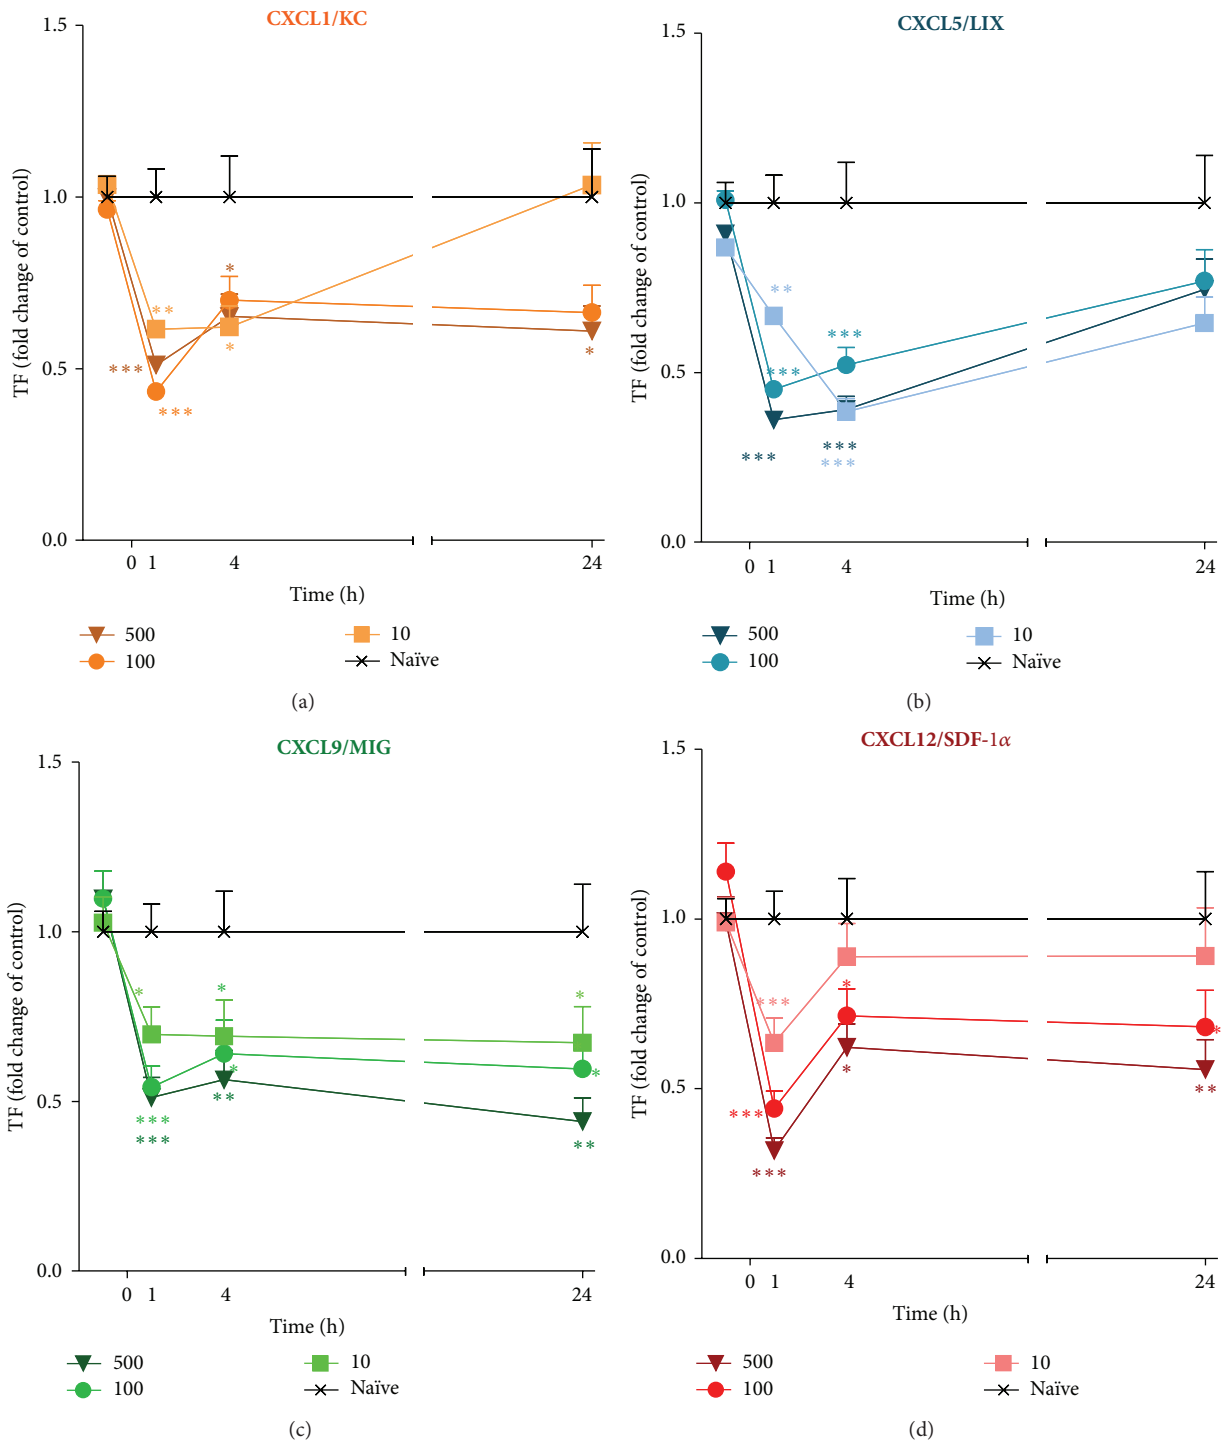 CXCL1/KC
1.5
1.0
0.5
0.0
TF (fold change of control)
**
***
***
*
*
*
0 1 4 24
Time (h)
500 10
100 Naïve
(a)
CXCL5/LIX
1.5
1.0
0.5
0.0
TF (fold change of control)
**
***
***
***
***
***
0 1 4 24
Time (h)
500 10
100 Naïve
(b)
CXCL9/MIG
1.5
1.0
0.5
0.0
TF (fold change of control)
*
*
*
*
*
**
***
***
**
0 1 4 24
Time (h)
500 10
100 Naïve
(c)
CXCL12/SDF-1α
1.5
1.0
0.5
0.0
TF (fold change of control)
***
*
*
*
**
***
***
0 1 4 24
Time (h)
500 10
100 Naïve
(d)